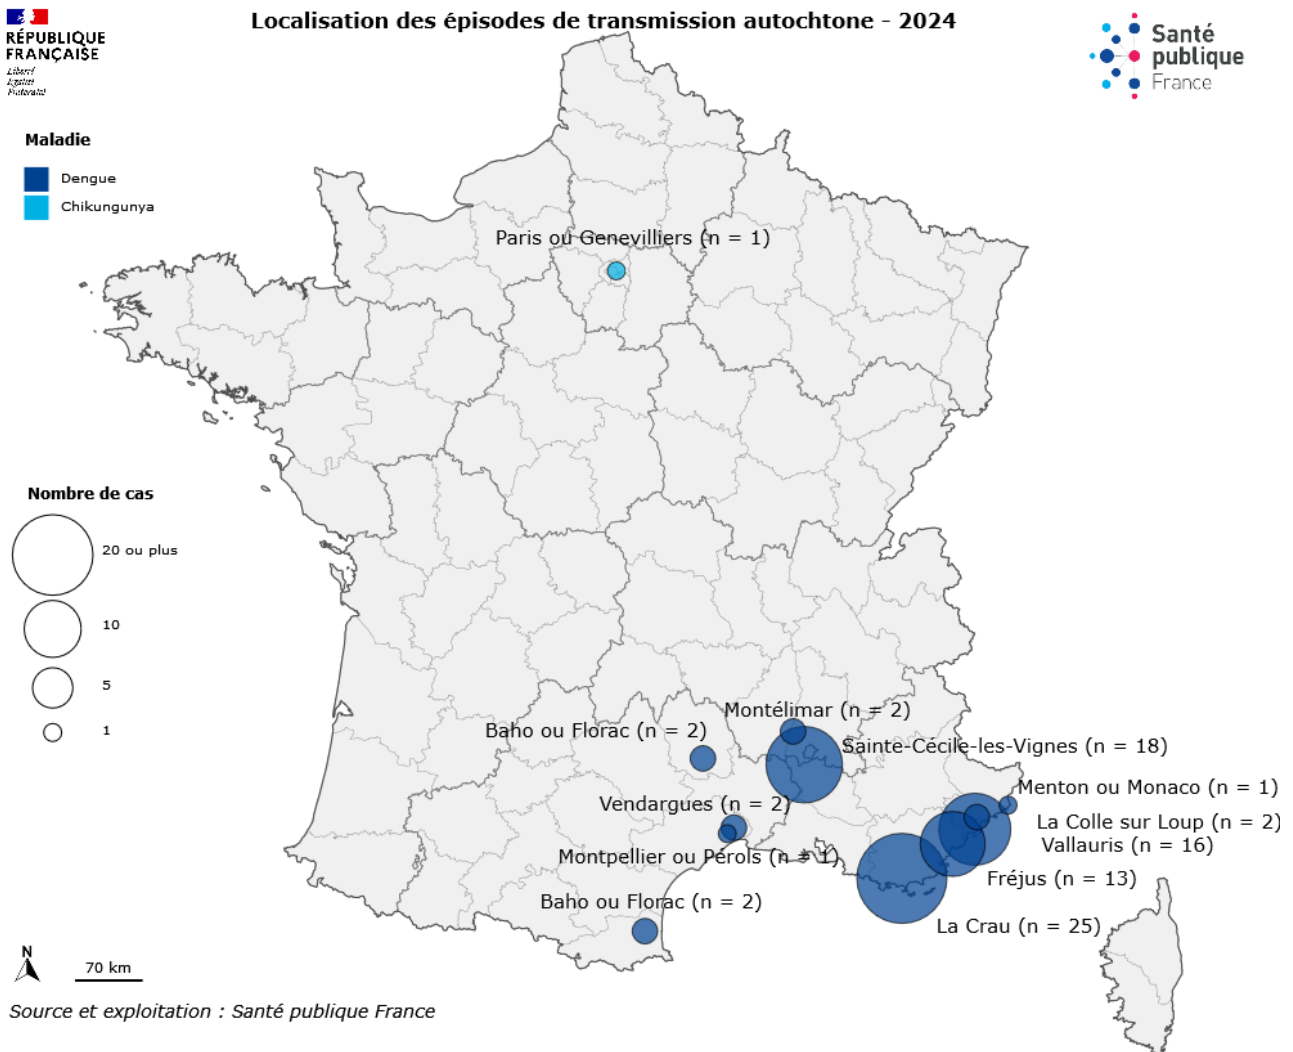 Localisation des épisodes de transmission autochtone - 2024
RÉPUBLIQUE
FRANÇAISE
Liberté
Égalité
Fraternité
Santé
publique
France
Maladie
Dengue
Chikungunya
Paris ou Genevilliers (n = 1)
Nombre de cas
20 ou plus
10
5
1
Montélimar (n = 2)
Baho ou Florac (n = 2)
Sainte-Cécile-les-Vignes (n = 18)
Menton ou Monaco (n = 1)
Vendargues (n = 2)
La Colle sur Loup (n = 2)
Vallauris (n = 16)
Montpellier ou Pérols (n = 1)
Fréjus (n = 13)
Baho ou Florac (n = 2)
La Crau (n = 25)
N
70 km
Source et exploitation : Santé publique France